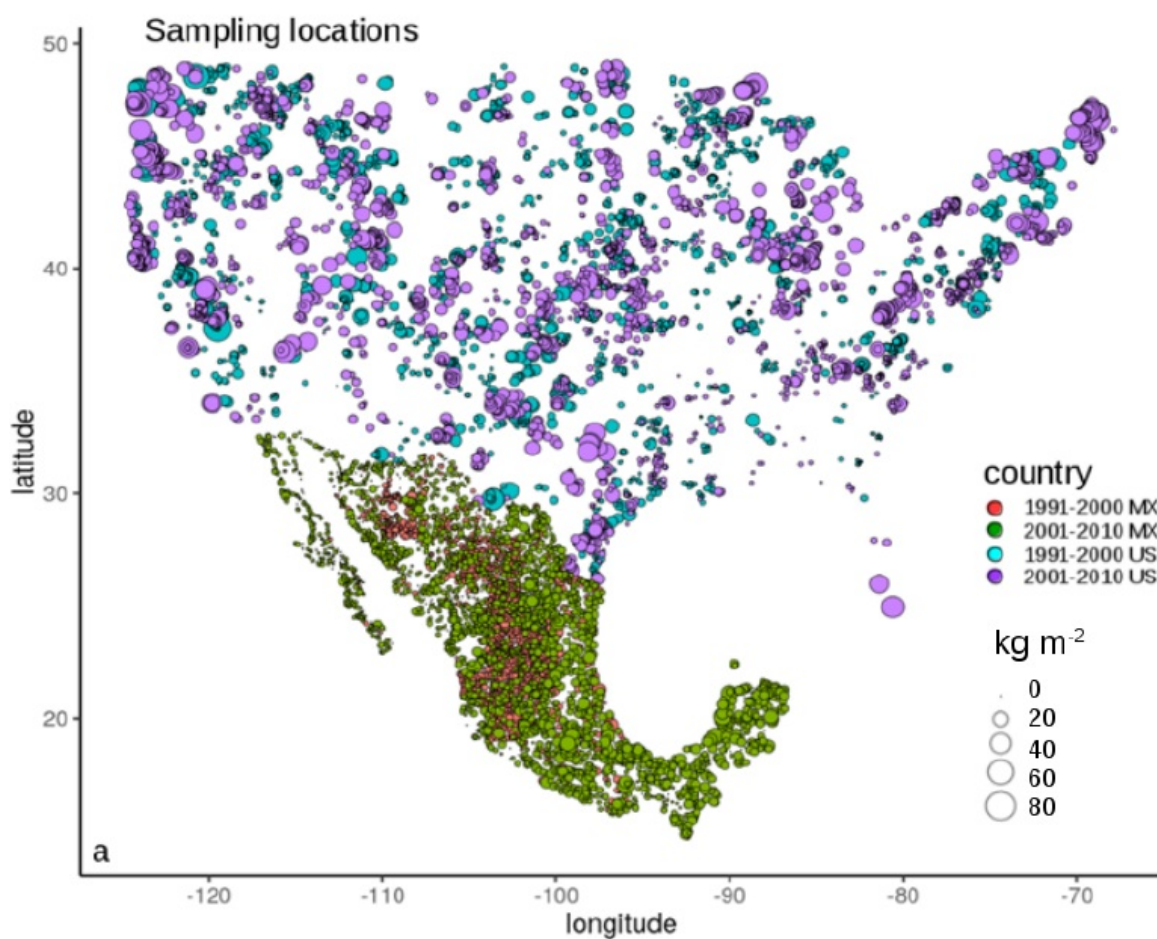 Sampling locations
50
40
30
20
latitude
country
1991-2000 MX
2001-2010 MX
1991-2000 US
2001-2010 US
kg m⁻²
0
20
40
60
80
a
-120 -110 -100 -90 -80 -70
longitude